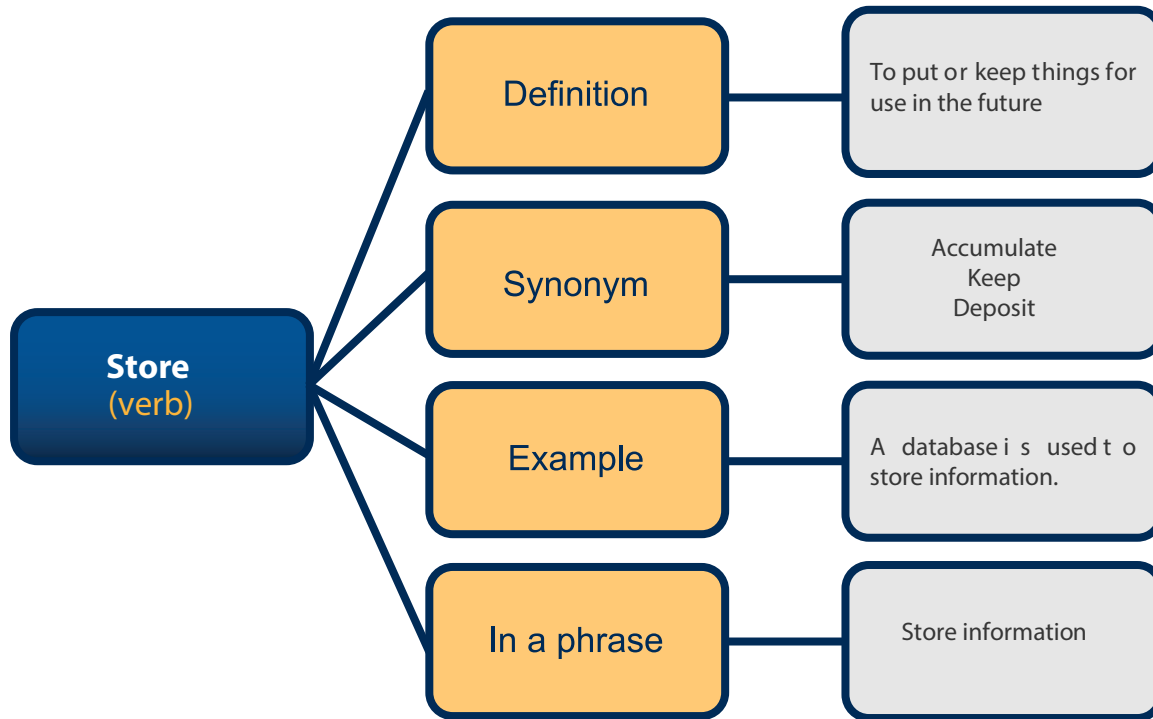 Definition
To put or keep things for
use in the future
Synonym
Accumulate
Keep
Deposit
Store
(verb)
Example
A database is used to
store information.
In a phrase
Store information